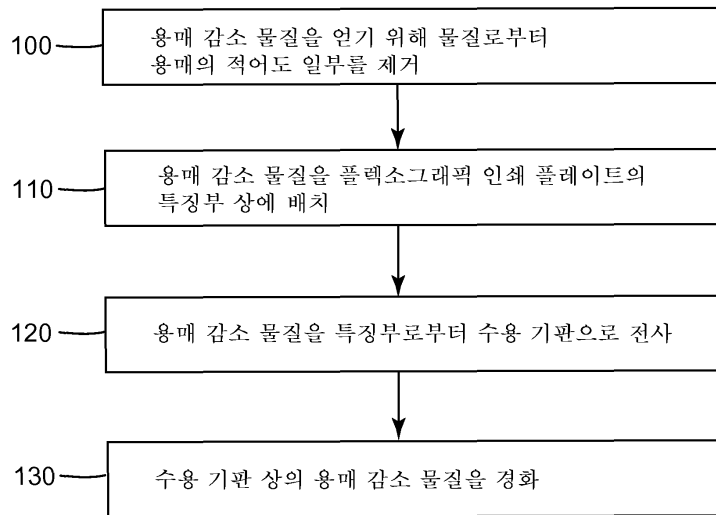 100
용매 감소 물질을 얻기 위해 물질로부터
용매의 적어도 일부를 제거
110
용매 감소 물질을 플렉소그래픽 인쇄 플레이트의
특징부 상에 배치
120
용매 감소 물질을 특징부로부터 수용 기판으로 전사
130
수용 기판 상의 용매 감소 물질을 경화